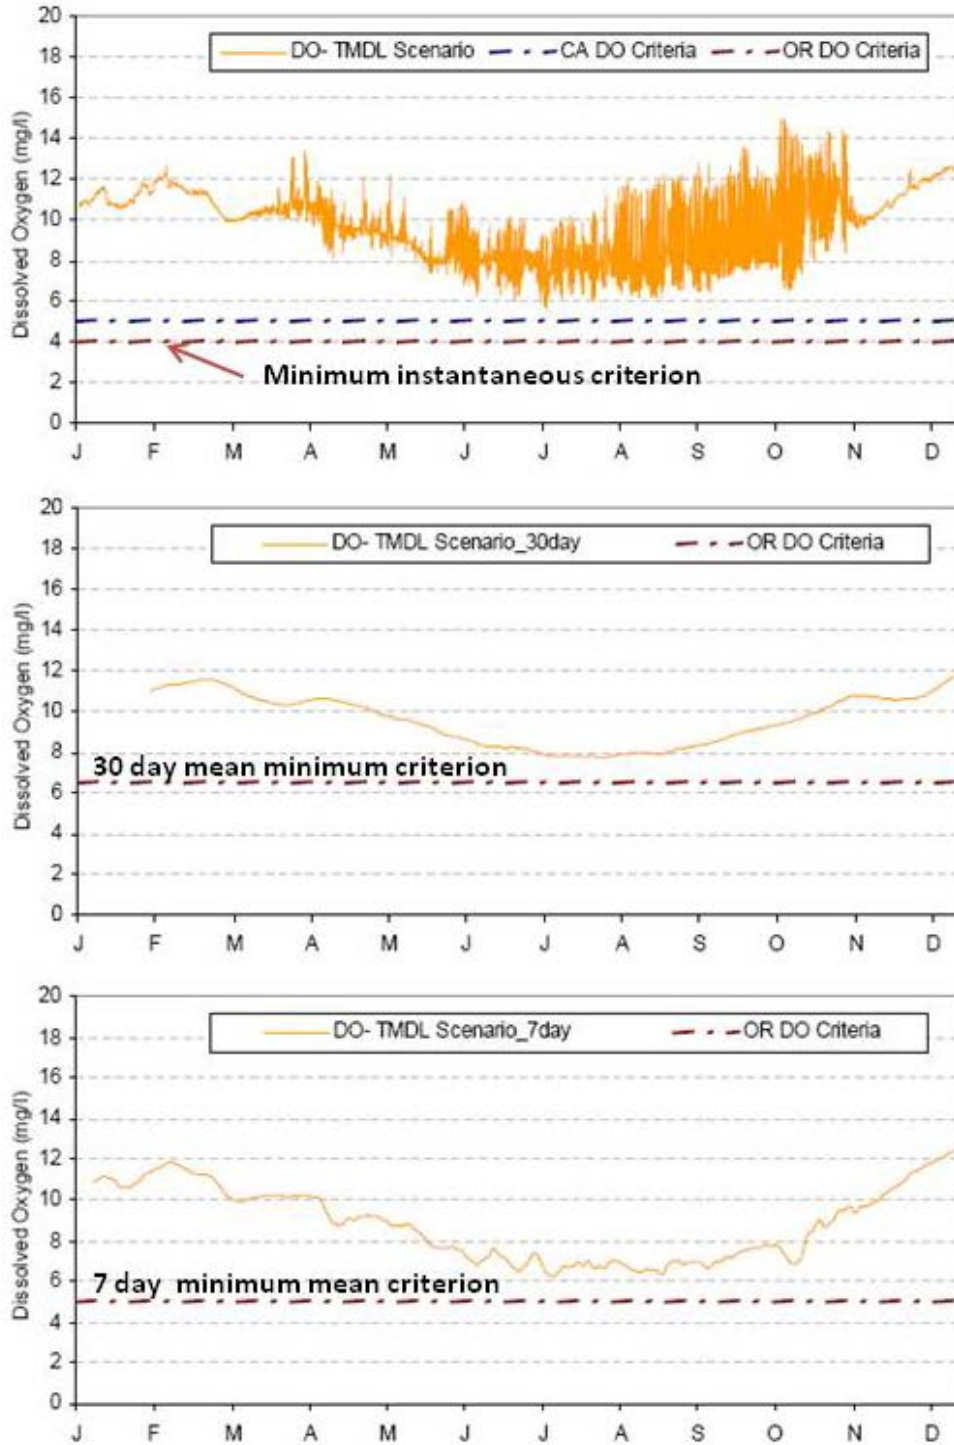 20
DO- TMDL Scenario CA DO Criteria OR DO Criteria
18
16
14
12
10
8
6
4
2
0
Dissolved Oxygen (mg/l)
Minimum instantaneous criterion
J F M A M J J A S O N D
20
DO- TMDL Scenario_30day OR DO Criteria
18
16
14
12
10
8
6
4
2
0
Dissolved Oxygen (mg/l)
30 day mean minimum criterion
J F M A M J J A S O N D
20
DO- TMDL Scenario_7day OR DO Criteria
18
16
14
12
10
8
6
4
2
0
Dissolved Oxygen (mg/l)
7 day minimum mean criterion
J F M A M J J A S O N D